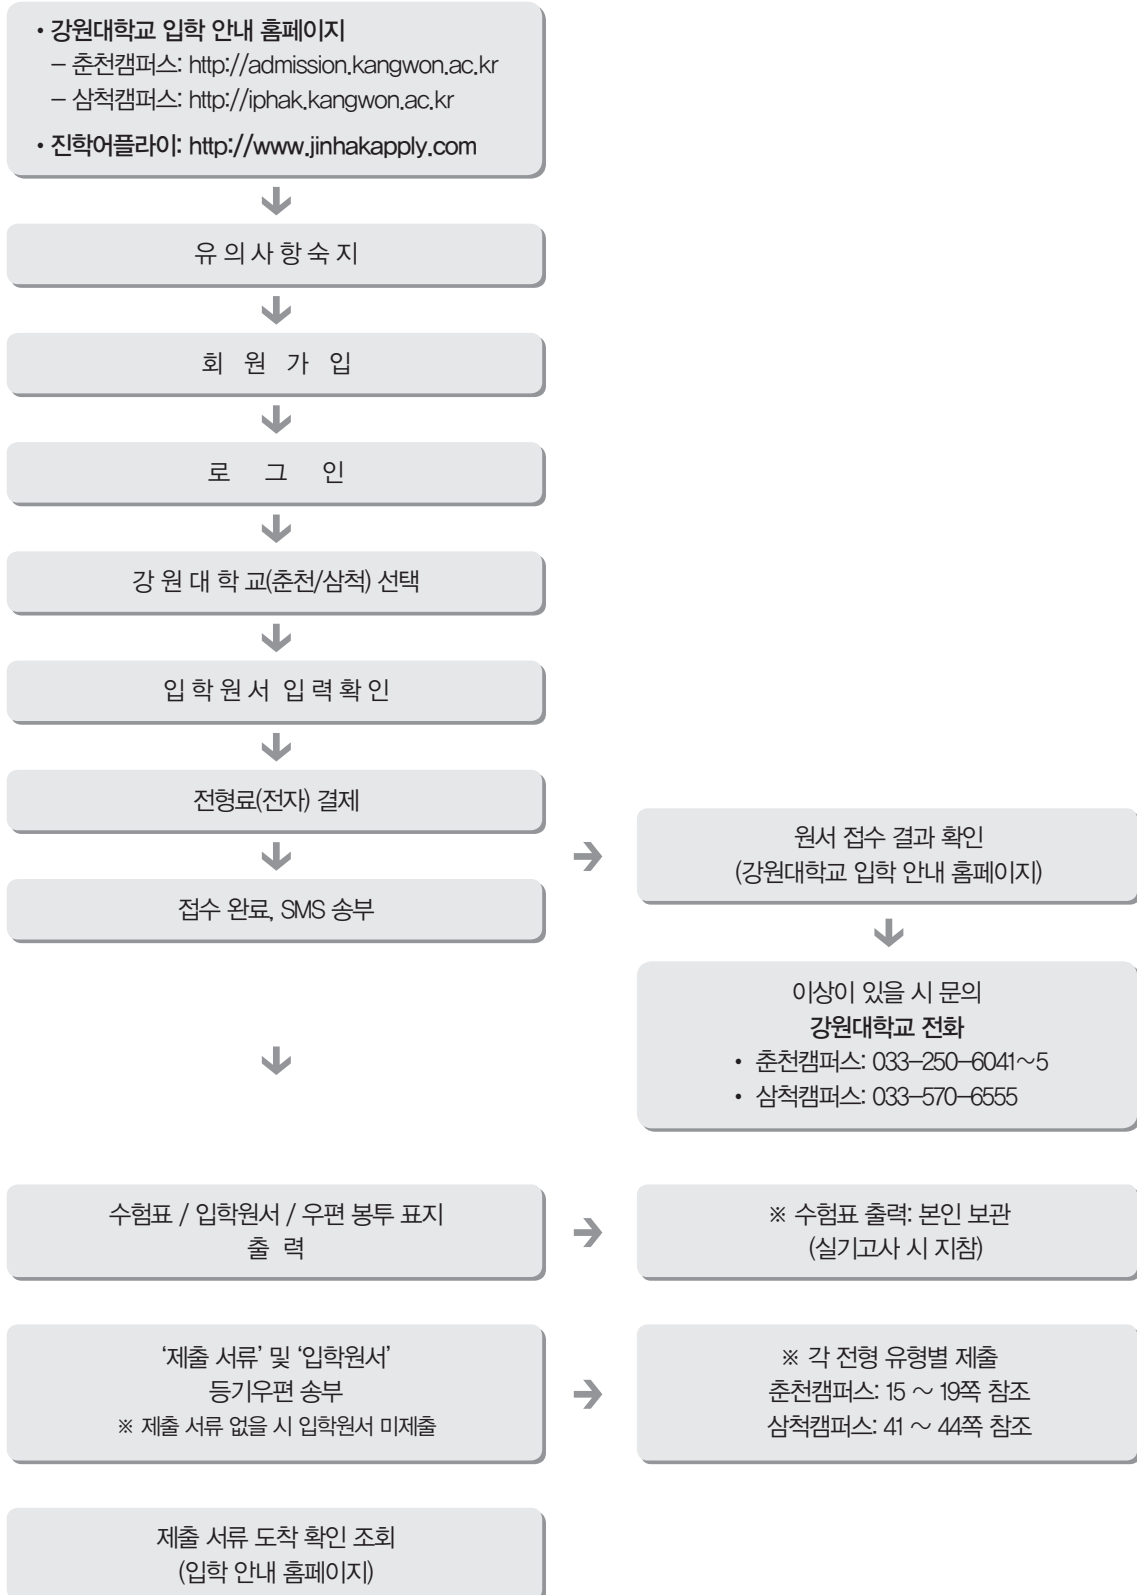 • 강원대학교 입학 안내 홈페이지
– 춘천캠퍼스: http://admission.kangwon.ac.kr
– 삼척캠퍼스: http://iphak.kangwon.ac.kr
• 진학어플라이: http://www.jinhakapply.com
유 의 사 항 숙 지
회 원 가 입
로 그 인
강 원 대 학 교(춘천/삼척) 선택
입 학 원 서 입 력 확 인
전형료(전자) 결제
접수 완료, SMS 송부
원서 접수 결과 확인
(강원대학교 입학 안내 홈페이지)
이상이 있을 시 문의
강원대학교 전화
• 춘천캠퍼스: 033–250–6041~5
• 삼척캠퍼스: 033–570–6555
수험표 / 입학원서 / 우편 봉투 표지
출 력
※ 수험표 출력: 본인 보관
(실기고사 시 지참)
‘제출 서류’ 및 ‘입학원서’
등기우편 송부
※ 제출 서류 없을 시 입학원서 미제출
※ 각 전형 유형별 제출
춘천캠퍼스: 15 ~ 19쪽 참조
삼척캠퍼스: 41 ~ 44쪽 참조
제출 서류 도착 확인 조회
(입학 안내 홈페이지)